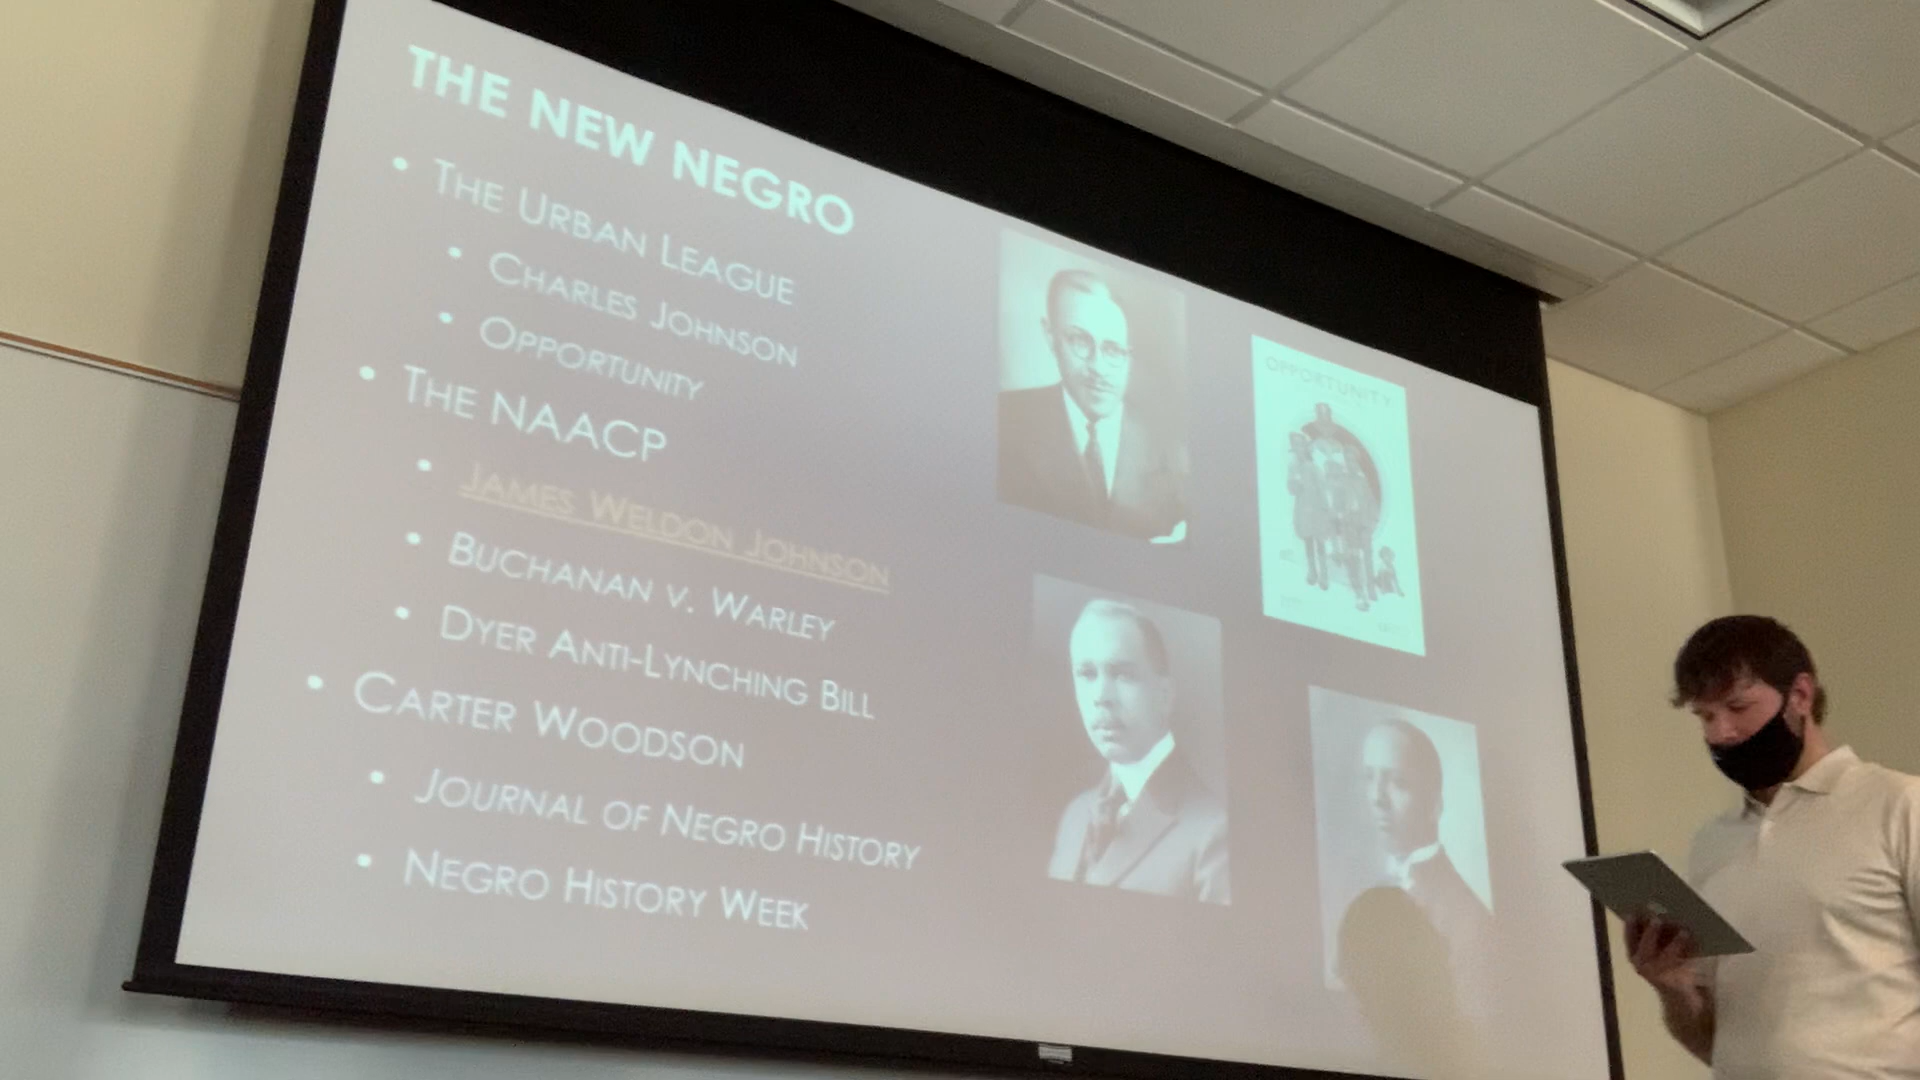 THE NEW NEGRO
• THE URBAN LEAGUE
• CHARLES JOHNSON
• OPPORTUNITY
• THE NAACP
• JAMES WELDON JOHNSON
• BUCHANAN V. WARLEY
• DYER ANTI-LYNCHING BILL
• CARTER WOODSON
• JOURNAL OF NEGRO HISTORY
• NEGRO HISTORY WEEK
OPPORTUNITY